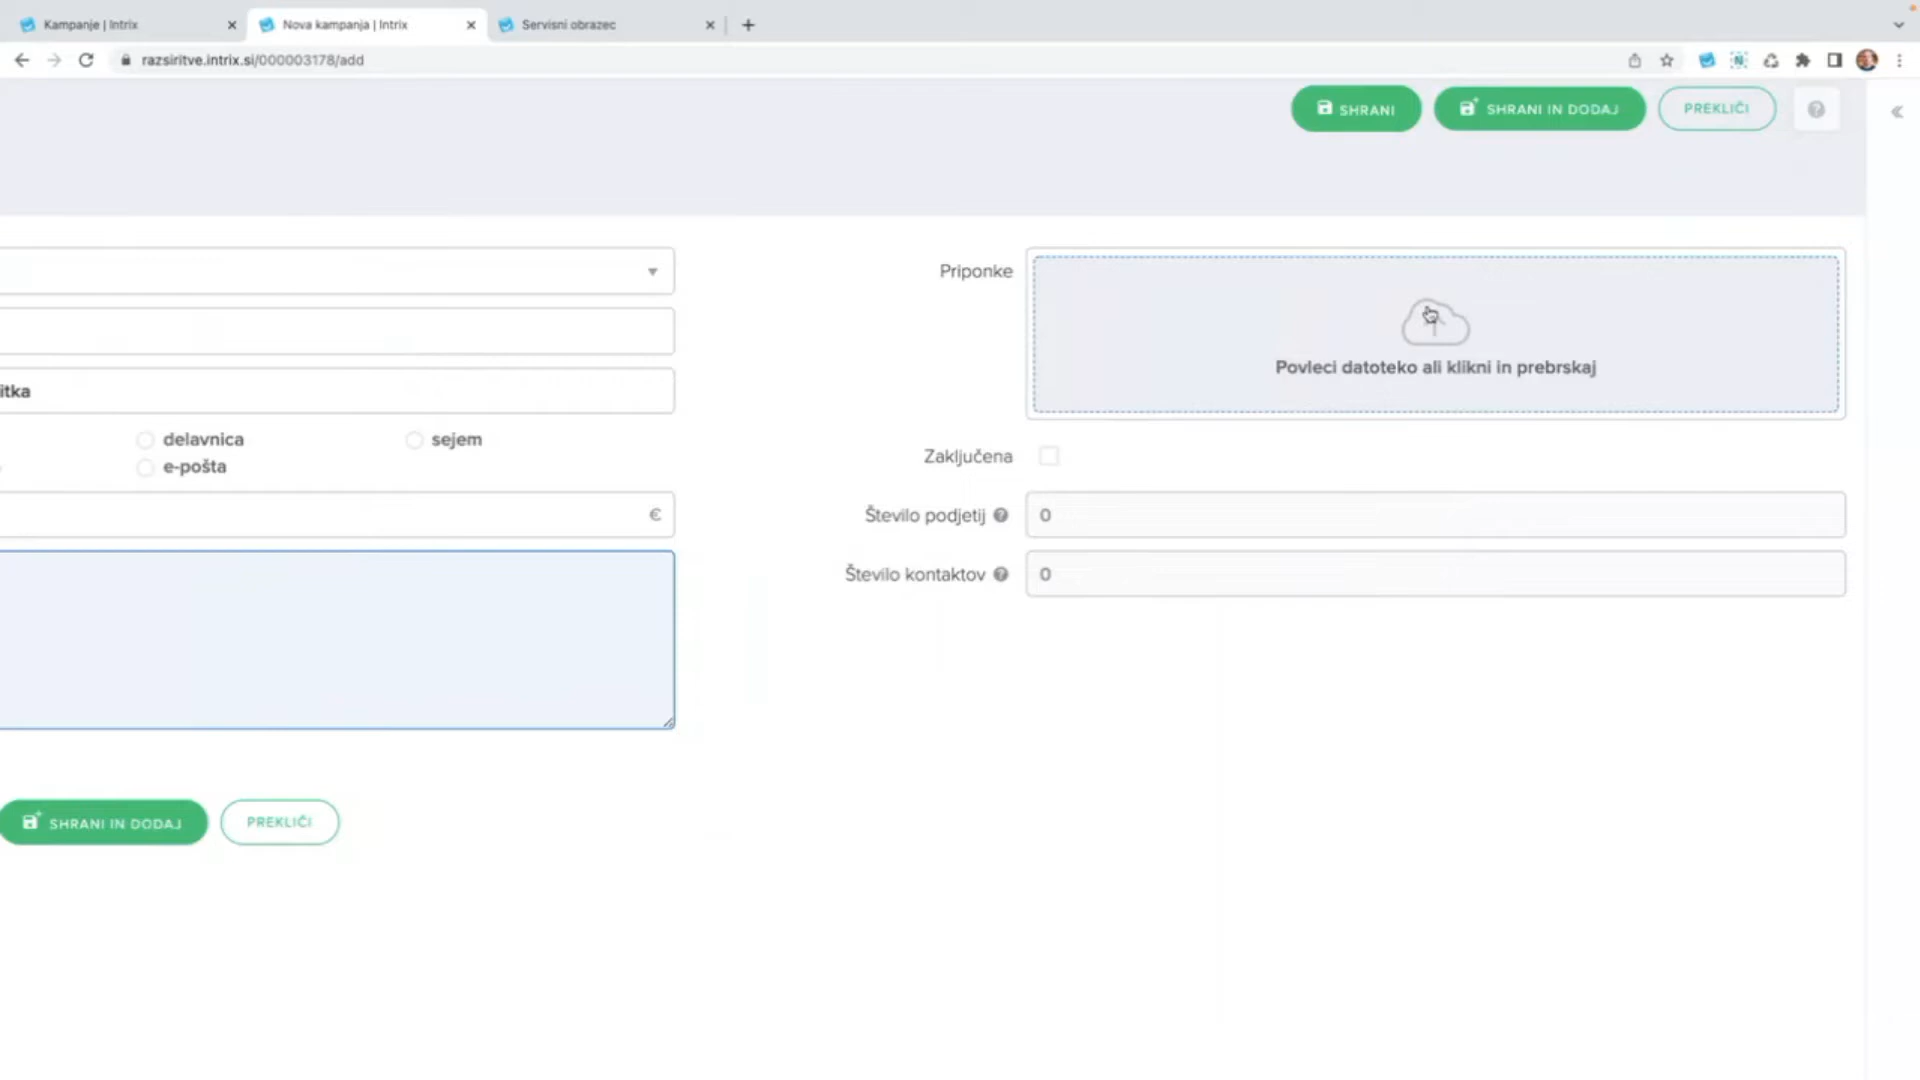 Kampanje | Intrix
Nova kampanja | Intrix
Servisni obrazec
razsiritve.intrix.si/000003178/add
SHRANI
SHRANI IN DODAJ
PREKLIČI
Priponke
Povleci datoteko ali klikni in prebrskaj
itka
delavnica
sejem
e-pošta
Zaključena
€
Število podjetij
0
Število kontaktov
0
SHRANI IN DODAJ
PREKLIČI